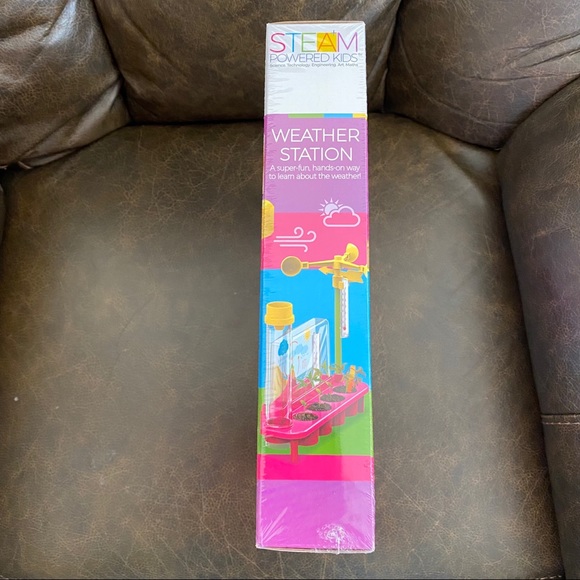 STEAM
POWERED KIDS
Science Technology Engineering Art Maths
WEATHER
STATION
A super-fun, hands-on way
to learn about the weather!